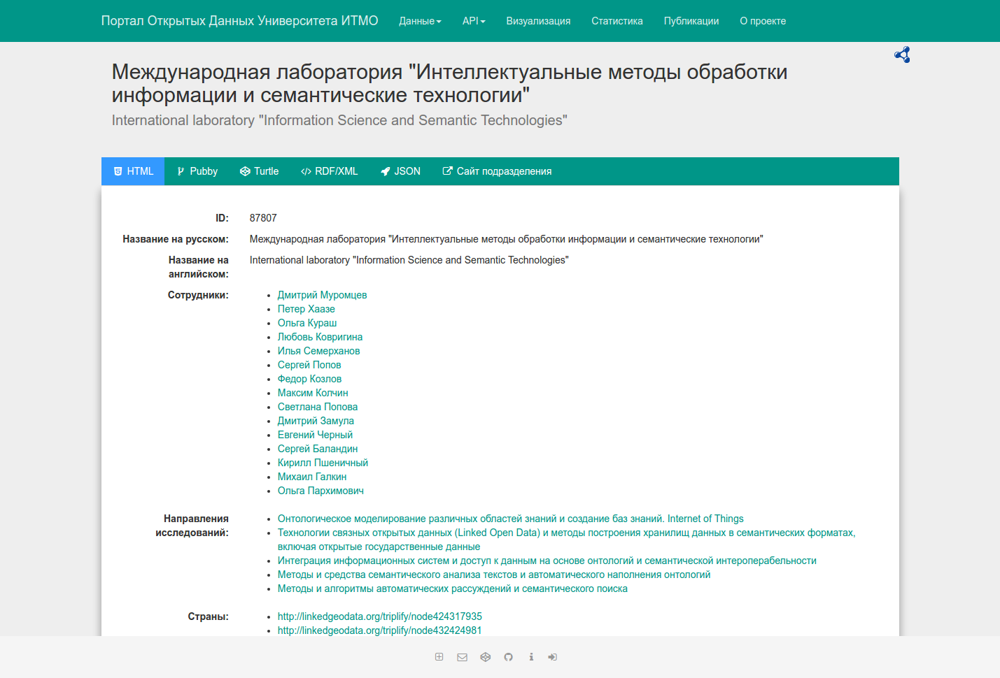 Портал Открытых Данных Университета ИТМО Данные API Визуализация Статистика Публикации О проекте
Международная лаборатория "Интеллектуальные методы обработки
информации и семантические технологии"
International laboratory "Information Science and Semantic Technologies"
HTML Pubby Turtle RDF/XML JSON Сайт подразделения
ID: 87807
Название на русском: Международная лаборатория "Интеллектуальные методы обработки информации и семантические технологии"
Название на английском: International laboratory "Information Science and Semantic Technologies"
Сотрудники:
Дмитрий Муромцев
Петер Хаазе
Ольга Кураш
Любовь Ковригина
Илья Семерханов
Сергей Попов
Федор Козлов
Максим Колчин
Светлана Попова
Дмитрий Замула
Евгений Черный
Сергей Баландин
Кирилл Пшеничный
Михаил Галкин
Ольга Пархимович
Направления исследований:
Онтологическое моделирование различных областей знаний и создание баз знаний. Internet of Things
Технологии связных открытых данных (Linked Open Data) и методы построения хранилищ данных в семантических форматах,
включая открытые государственные данные
Интеграция информационных систем и доступ к данным на основе онтологий и семантической интероперабельности
Методы и средства семантического анализа текстов и автоматического наполнения онтологий
Методы и алгоритмы автоматических рассуждений и семантического поиска
Страны:
http://linkedgeodata.org/triplify/node424317935
http://linkedgeodata.org/triplify/node432424981